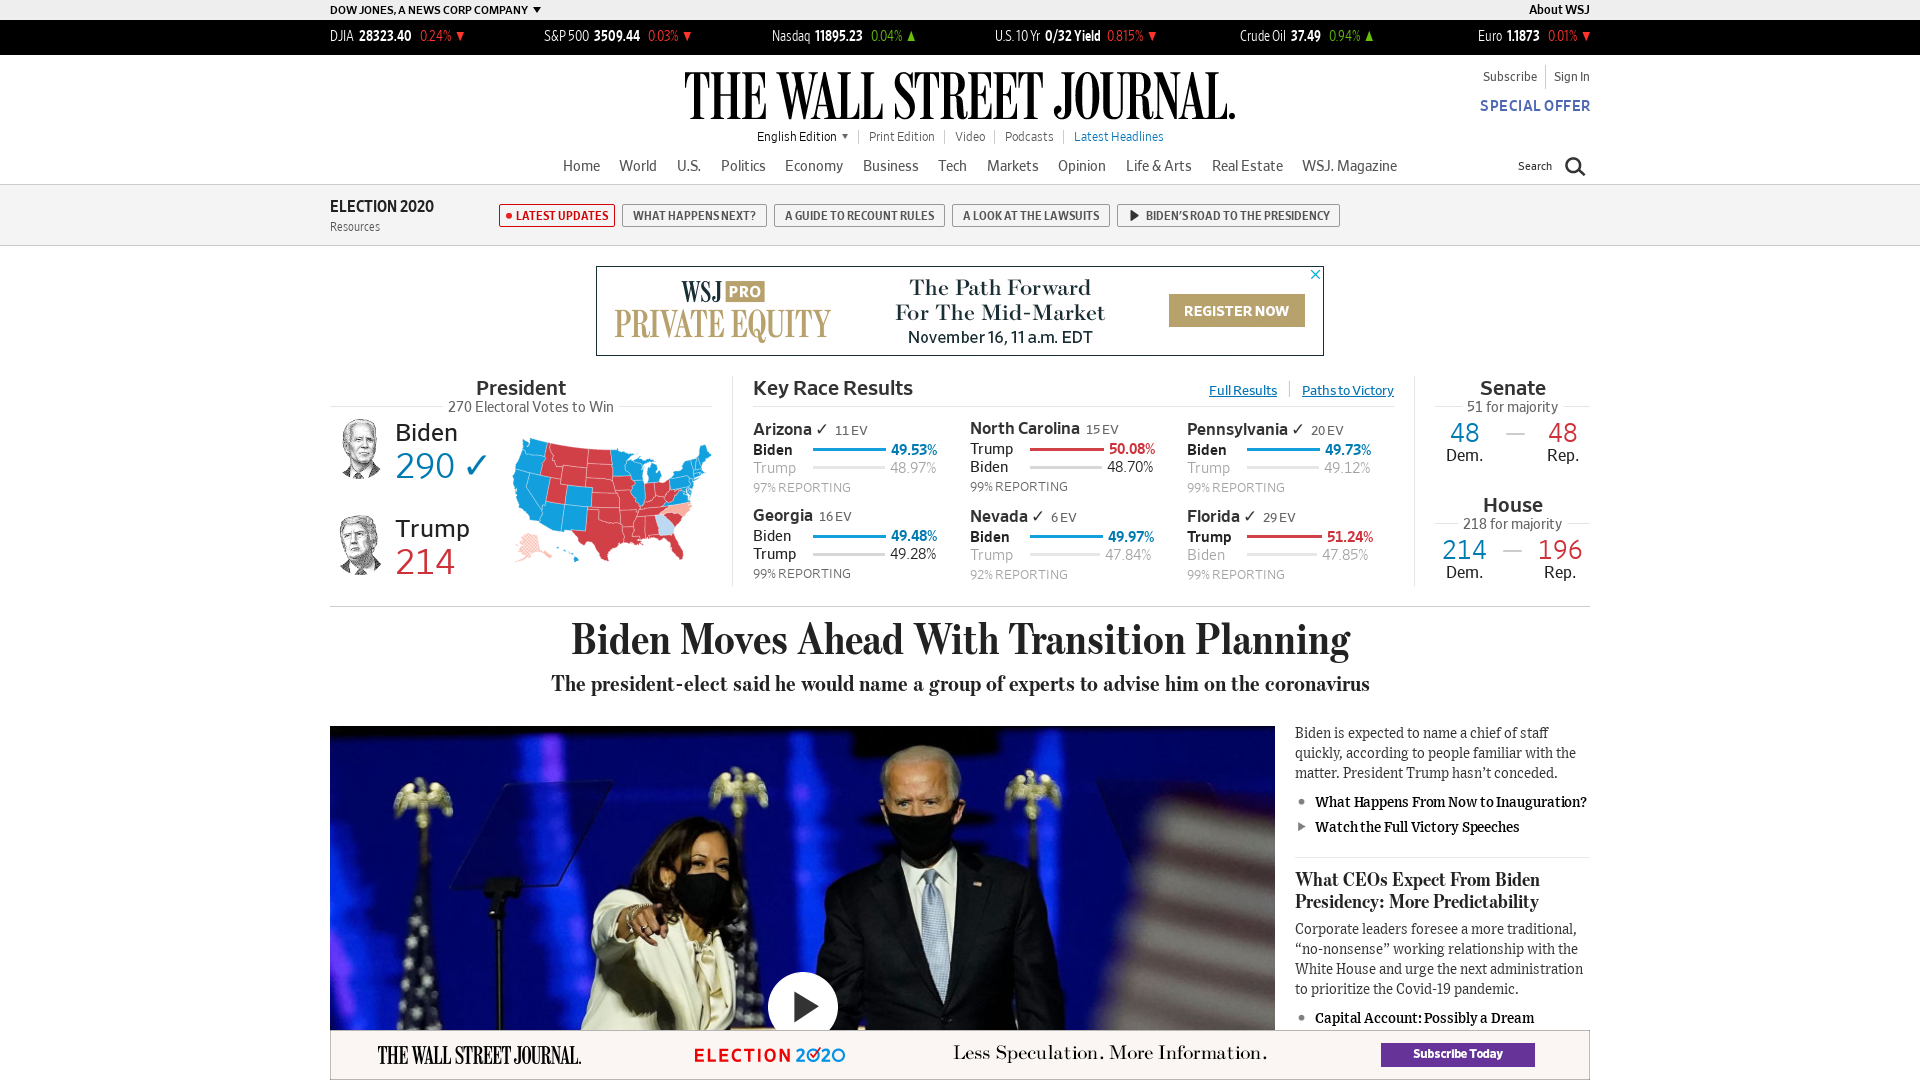 DOW JONES, A NEWS CORP COMPANY
About WSJ
DJIA 28323.40 0.24%
S&P 500 3509.44 0.03%
Nasdaq 11895.23 0.04%
U.S. 10 Yr 0/32 Yield 0.815%
Crude Oil 37.49 0.94%
Euro 1.1873 0.01%
THE WALL STREET JOURNAL.
Subscribe
Sign In
SPECIAL OFFER
English Edition
Print Edition
Video
Podcasts
Latest Headlines
Home
World
U.S.
Politics
Economy
Business
Tech
Markets
Opinion
Life & Arts
Real Estate
WSJ. Magazine
Search
ELECTION 2020
Resources
LATEST UPDATES
WHAT HAPPENS NEXT?
A GUIDE TO RECOUNT RULES
A LOOK AT THE LAWSUITS
BIDEN'S ROAD TO THE PRESIDENCY
WSJ PRO
PRIVATE EQUITY
The Path Forward
For The Mid-Market
November 16, 11 a.m. EDT
REGISTER NOW
President
270 Electoral Votes to Win
Biden
290 ✓
Trump
214
Key Race Results
Full Results
Paths to Victory
Arizona ✓ 11 EV
Biden 49.53%
Trump 48.97%
97% REPORTING
North Carolina 15 EV
Trump 50.08%
Biden 48.70%
99% REPORTING
Pennsylvania ✓ 20 EV
Biden 49.73%
Trump 49.12%
99% REPORTING
Georgia 16 EV
Biden 49.48%
Trump 49.28%
99% REPORTING
Nevada ✓ 6 EV
Biden 49.97%
Trump 47.84%
92% REPORTING
Florida ✓ 29 EV
Trump 51.24%
Biden 47.85%
99% REPORTING
Senate
51 for majority
48 — 48
Dem. Rep.
House
218 for majority
214 — 196
Dem. Rep.
Biden Moves Ahead With Transition Planning
The president-elect said he would name a group of experts to advise him on the coronavirus
Biden is expected to name a chief of staff
quickly, according to people familiar with the
matter. President Trump hasn't conceded.
What Happens From Now to Inauguration?
Watch the Full Victory Speeches
What CEOs Expect From Biden
Presidency: More Predictability
Corporate leaders foresee a more traditional,
“no-nonsense” working relationship with the
White House and urge the next administration
to prioritize the Covid-19 pandemic.
Capital Account: Possibly a Dream
THE WALL STREET JOURNAL.
ELECTION 2020
Less Speculation. More Information.
Subscribe Today